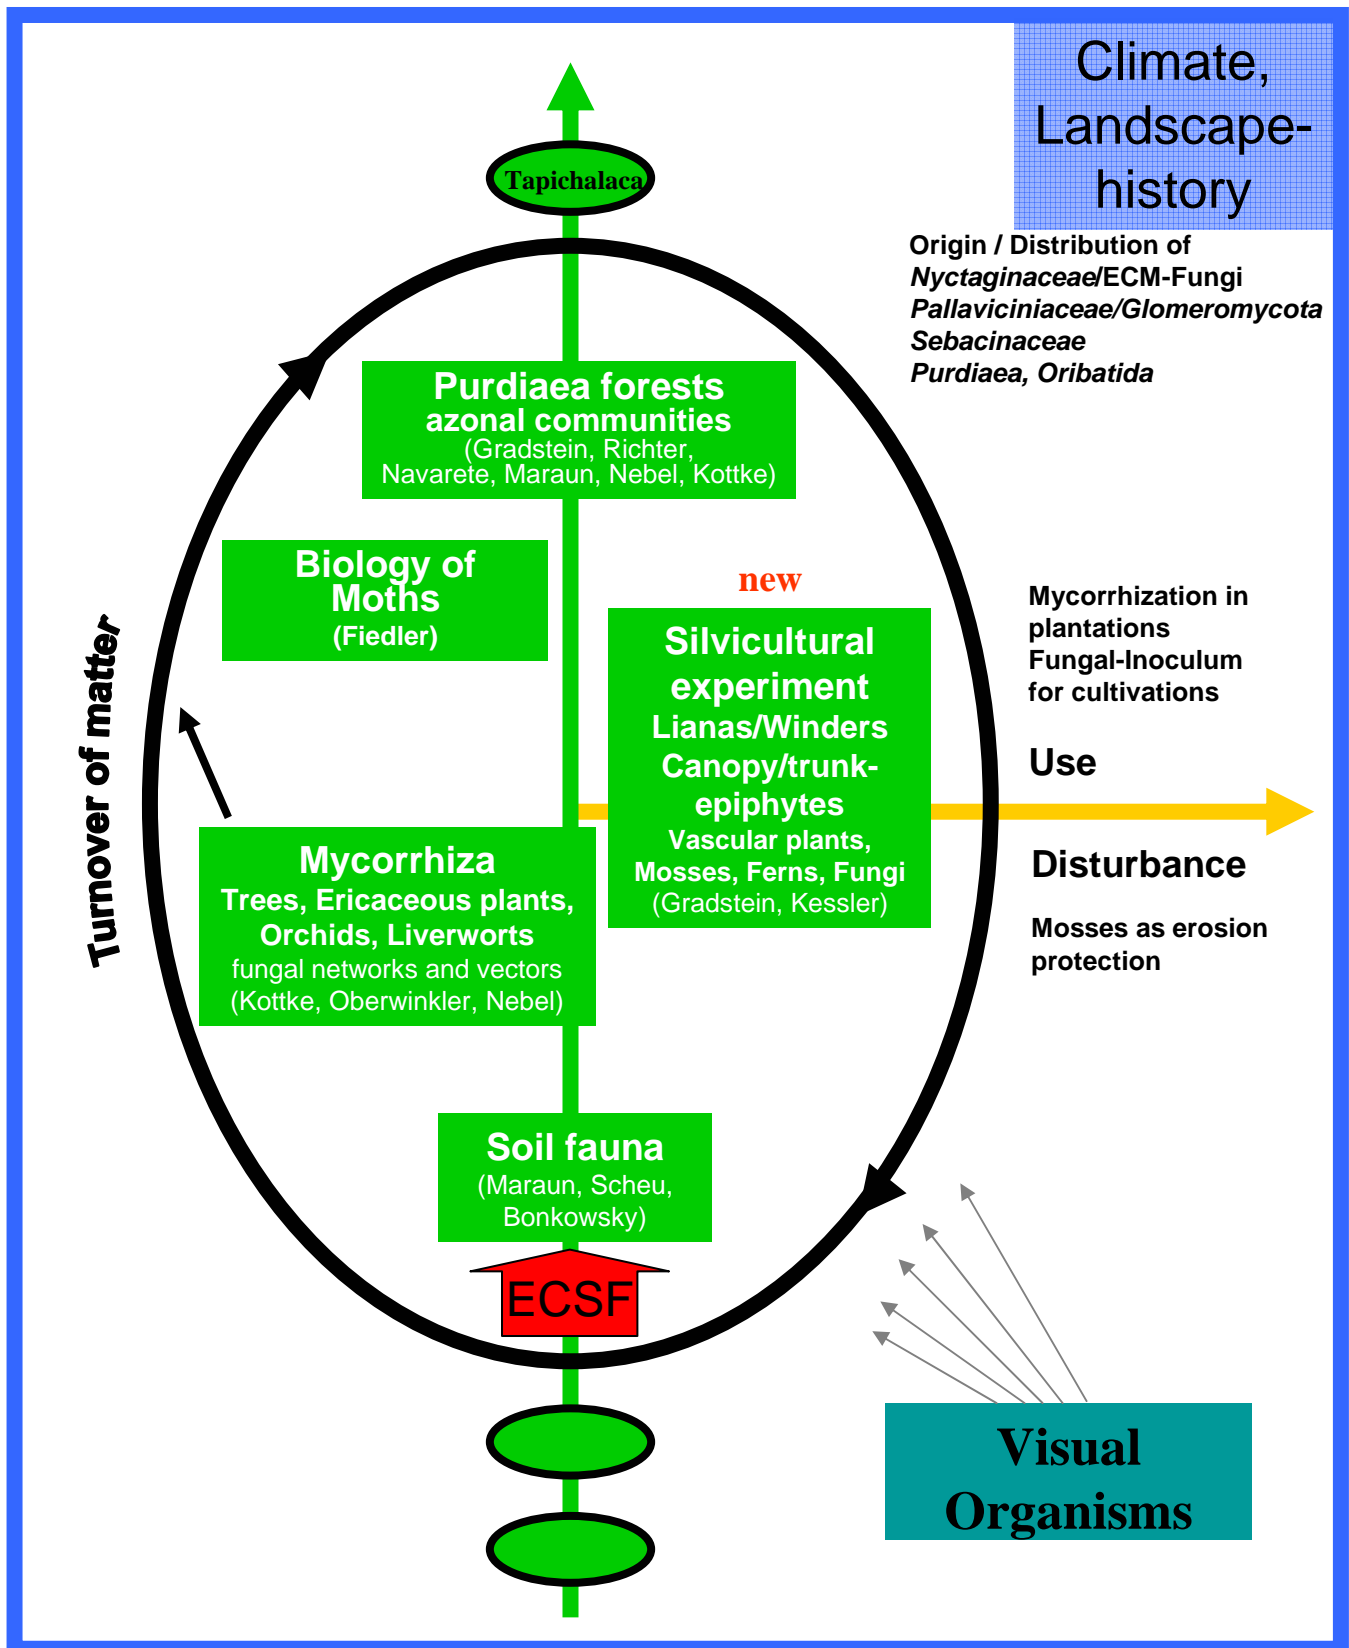 Climate,
Landscape-
history
Tapichalaca
Origin / Distribution of
Nyctaginaceae/ECM-Fungi
Pallaviciniaceae/Glomeromycota
Sebacinaceae
Purdiaea, Oribatida
Purdiaea forests
azonal communities
(Gradstein, Richter,
Navarete, Maraun, Nebel, Kottke)
Biology of
Moths
(Fiedler)
new
Silvicultural
experiment
Lianas/Winders
Canopy/trunk-
epiphytes
Vascular plants,
Mosses, Ferns, Fungi
(Gradstein, Kessler)
Mycorrhization in
plantations
Fungal-Inoculum
for cultivations
Use
Disturbance
Mosses as erosion
protection
Turnover of matter
Mycorrhiza
Trees, Ericaceous plants,
Orchids, Liverworts
fungal networks and vectors
(Kottke, Oberwinkler, Nebel)
Soil fauna
(Maraun, Scheu,
Bonkowsky)
ECSF
Visual
Organisms